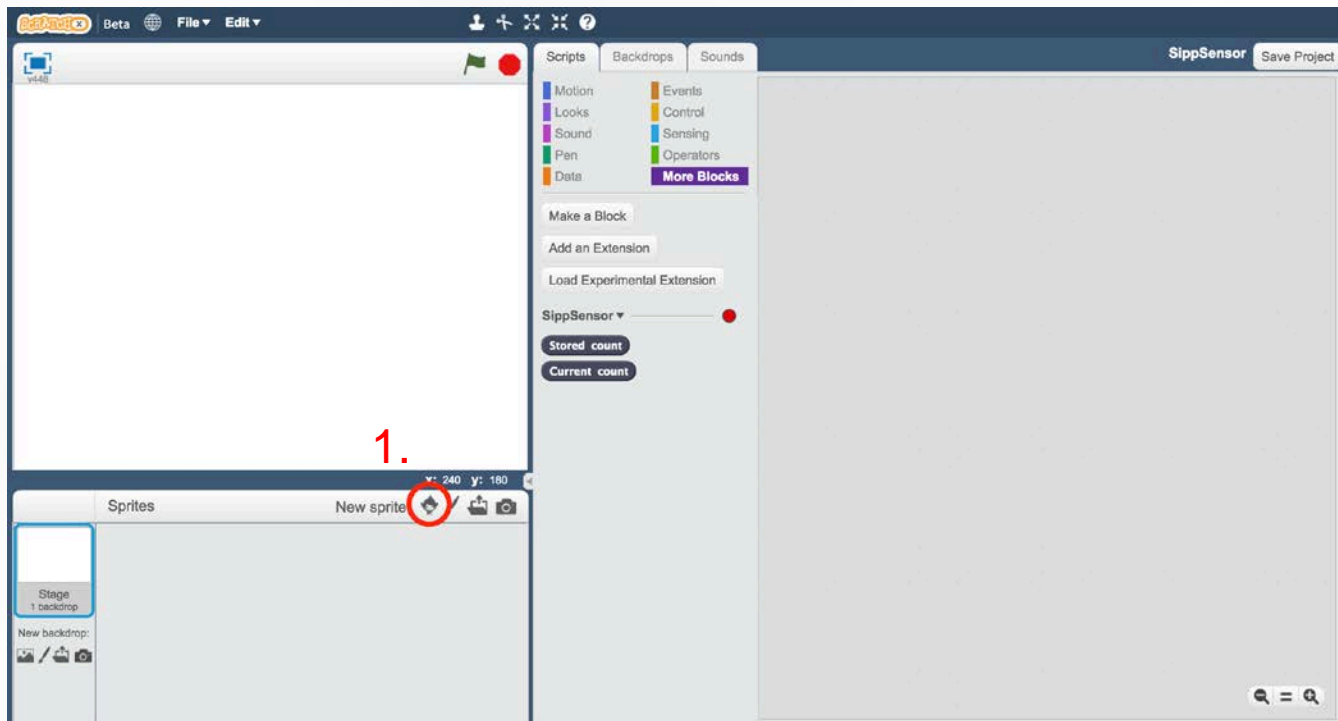 SCRATCHX Beta File Edit
v448
Scripts Backdrops Sounds
SippSensor Save Project
Motion Events
Looks Control
Sound Sensing
Pen Operators
Data More Blocks
Make a Block
Add an Extension
Load Experimental Extension
SippSensor
Stored count
Current count
1.
x: 240 y: 180
Sprites New sprite
Stage
1 backdrop
New backdrop: